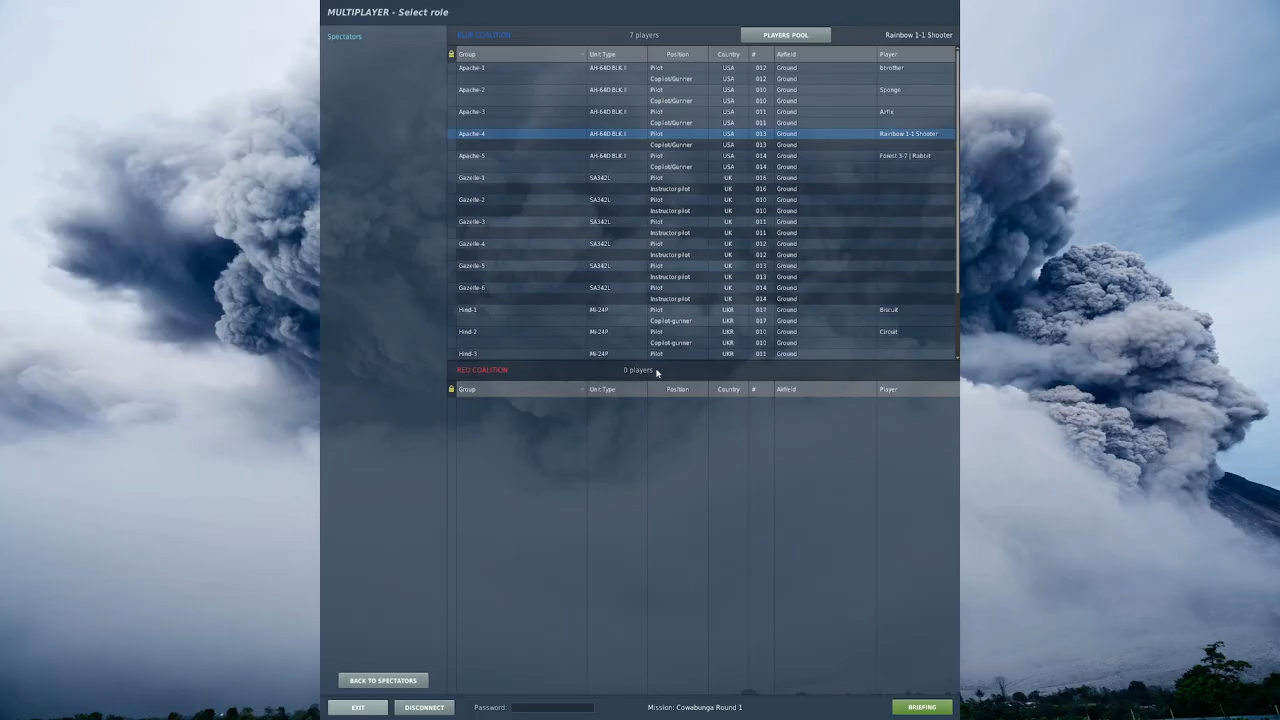 MULTIPLAYER - Select role
Spectators
BLUE COALITION 7 players PLAYERS POOL Rainbow 1-1 Shooter
Group Unit Type Position Country # Airfield Player
Apache-1 AH-64D BLK.II Pilot USA 012 Ground btrother
Copilot/Gunner USA 012 Ground
Apache-2 AH-64D BLK.II Pilot USA 010 Ground Sponge
Copilot/Gunner USA 010 Ground
Apache-3 AH-64D BLK.II Pilot USA 011 Ground
Copilot/Gunner USA 011 Ground
Apache-4 AH-64D BLK.II Pilot USA 013 Ground Rainbow 1-1 Shooter
Copilot/Gunner USA 013 Ground
Apache-5 AH-64D BLK.II Pilot USA 014 Ground Forest 3-7 | Rabbit
Copilot/Gunner USA 014 Ground
Gazelle-1 SA342L Pilot UK 016 Ground
Instructor pilot UK 016 Ground
Gazelle-2 SA342L Pilot UK 010 Ground
Instructor pilot UK 010 Ground
Gazelle-3 SA342L Pilot UK 011 Ground
Instructor pilot UK 011 Ground
Gazelle-4 SA342L Pilot UK 012 Ground
Instructor pilot UK 012 Ground
Gazelle-5 SA342L Pilot UK 013 Ground
Instructor pilot UK 013 Ground
Gazelle-6 SA342L Pilot UK 014 Ground
Instructor pilot UK 014 Ground
Hind-1 Mi-24P Pilot UKR 017 Ground Biscuit
Copilot-gunner UKR 017 Ground
Hind-2 Mi-24P Pilot UKR 010 Ground Circuit
Copilot-gunner UKR 010 Ground
Hind-3 Mi-24P Pilot UKR 011 Ground
RED COALITION 0 players
Group Unit Type Position Country # Airfield Player
BACK TO SPECTATORS
EXIT DISCONNECT Password: Mission: Cowabunga Round 1 BRIEFING